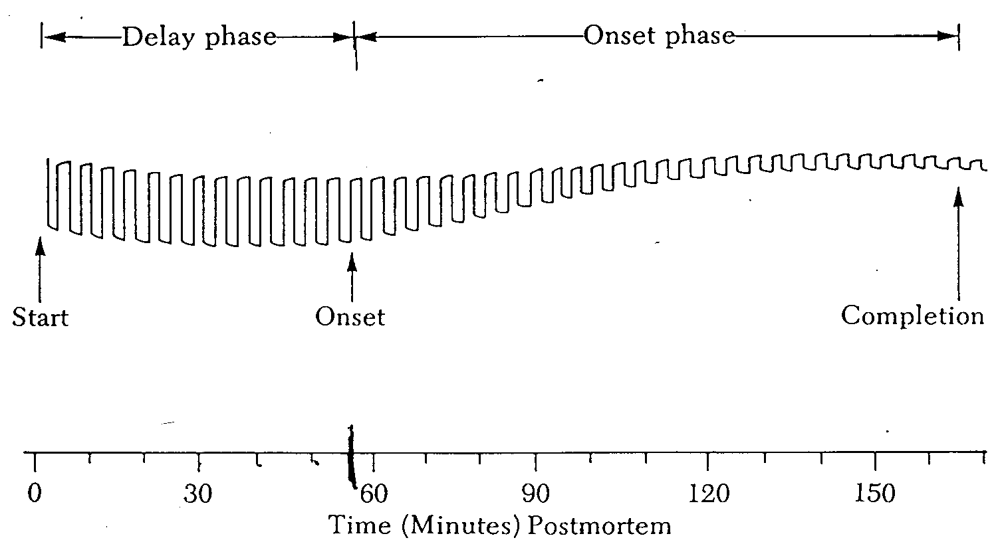 Delay phase Onset phase
Start Onset Completion
0 30 60 90 120 150
Time (Minutes) Postmortem